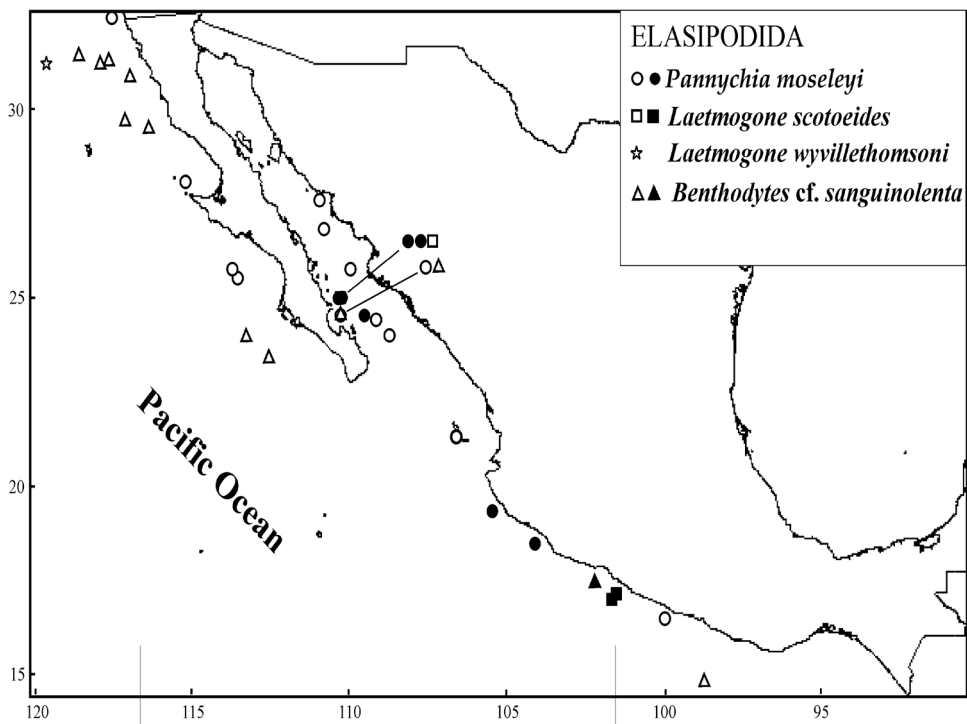 ELASIPODIDA
Pannychia moseleyi
Laetmogone scotoeides
Laetmogone wyvillethomsoni
Benthodytes cf. sanguinolenta
30
25
20
15
Pacific Ocean
120 115 110 105 100 95